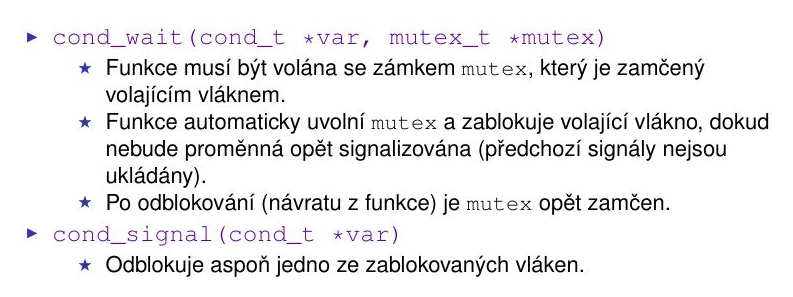 ► cond_wait(cond_t *var, mutex_t *mutex)
★ Funkce musí být volána se zámkem mutex, který je zamčený
volajícím vláknem.
★ Funkce automaticky uvolní mutex a zablokuje volající vlákno, dokud
nebude proměnná opět signalizována (předchozí signály nejsou
ukládány).
★ Po odblokování (návratu z funkce) je mutex opět zamčen.
► cond_signal(cond_t *var)
★ Odblokuje aspoň jedno ze zablokovaných vláken.